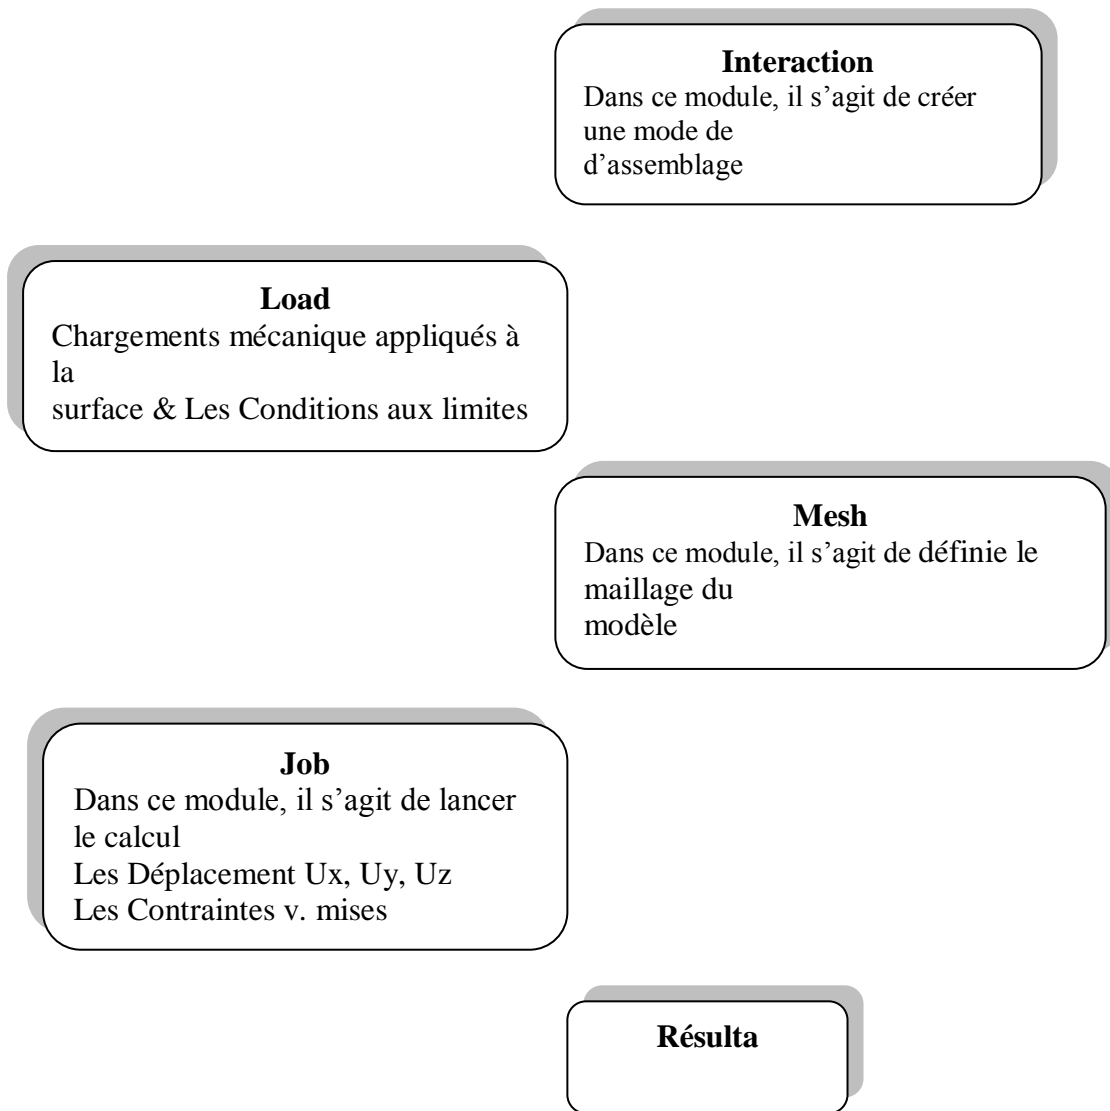 Interaction
Dans ce module, il s’agit de créer
une mode de
d’assemblage
Load
Chargements mécanique appliqués à
la
surface & Les Conditions aux limites
Mesh
Dans ce module, il s’agit de définie le
maillage du
modèle
Job
Dans ce module, il s’agit de lancer
le calcul
Les Déplacement Ux, Uy, Uz
Les Contraintes v. mises
Résulta